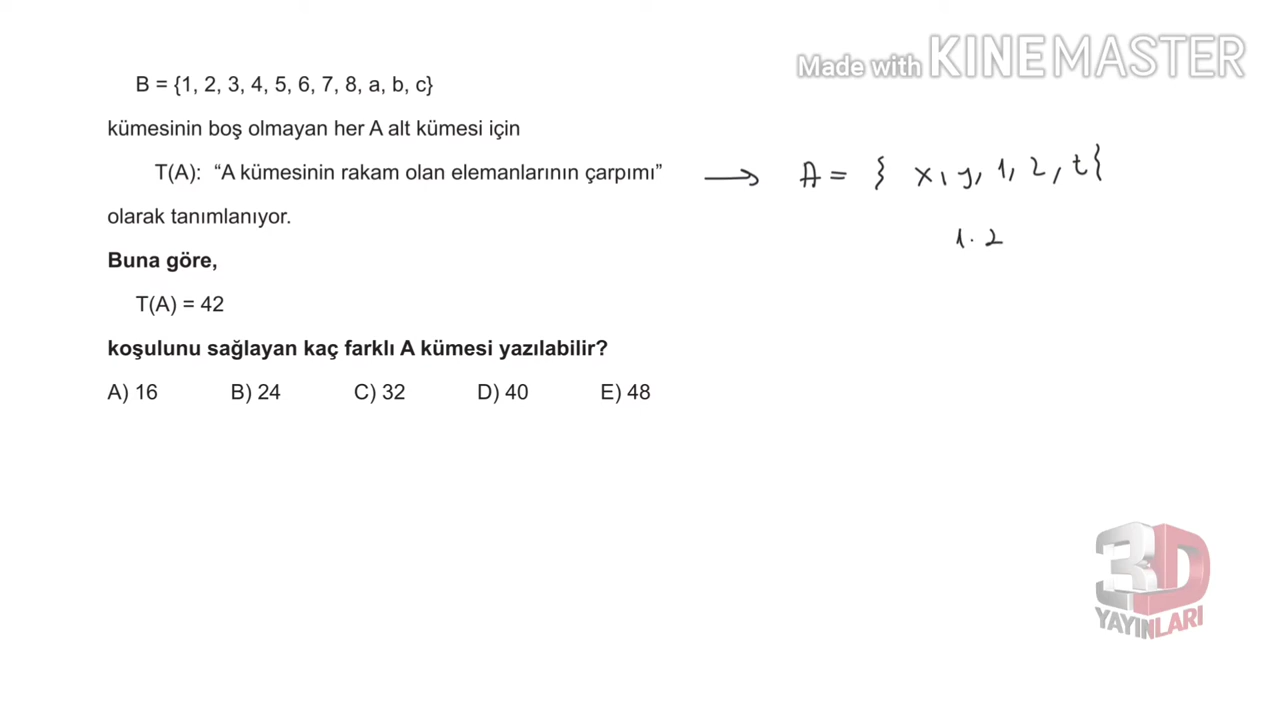 Made with KINEMASTER
B = {1, 2, 3, 4, 5, 6, 7, 8, a, b, c}
kümesinin boş olmayan her A alt kümesi için
T(A): “A kümesinin rakam olan elemanlarının çarpımı” → A = { x, y, 1, 2, t}
1. 2
olarak tanımlanıyor.
Buna göre,
T(A) = 42
koşulunu sağlayan kaç farklı A kümesi yazılabilir?
A) 16 B) 24 C) 32 D) 40 E) 48
3D
YAYINLARI